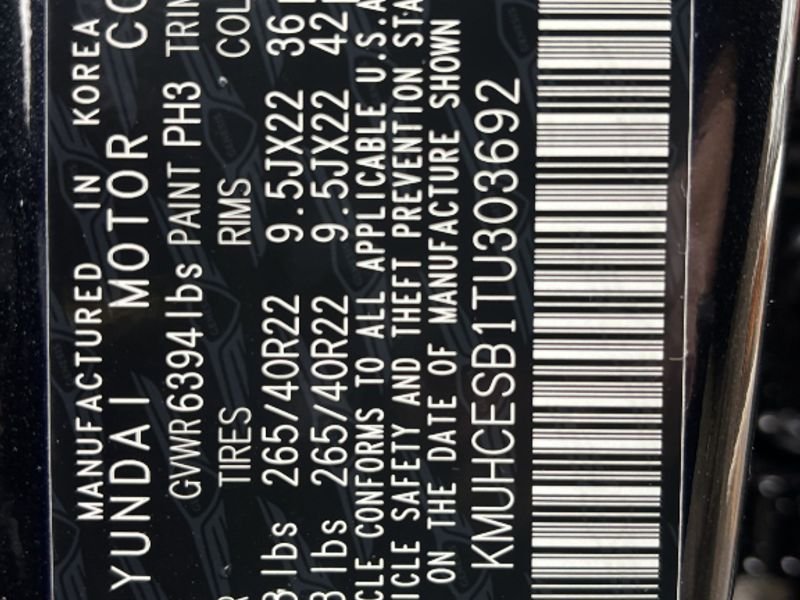 MANUFACTURED IN KOREA
YUNDAI MOTOR CO
GVWR 6394lbs PAINT PH3 TRIM
TIRES RIMS , COL
lbs 265/40R22 9.5JX22 36
lbs 265/40R22 9.5JX22 42
CLE CONFORMS TO ALL APPLICABLE U.S.A
ICLE SAFETY AND THEFT PREVENTION STA
ON THE DATE OF MANUFACTURE SHOWN
KMUHCESB1TU303692